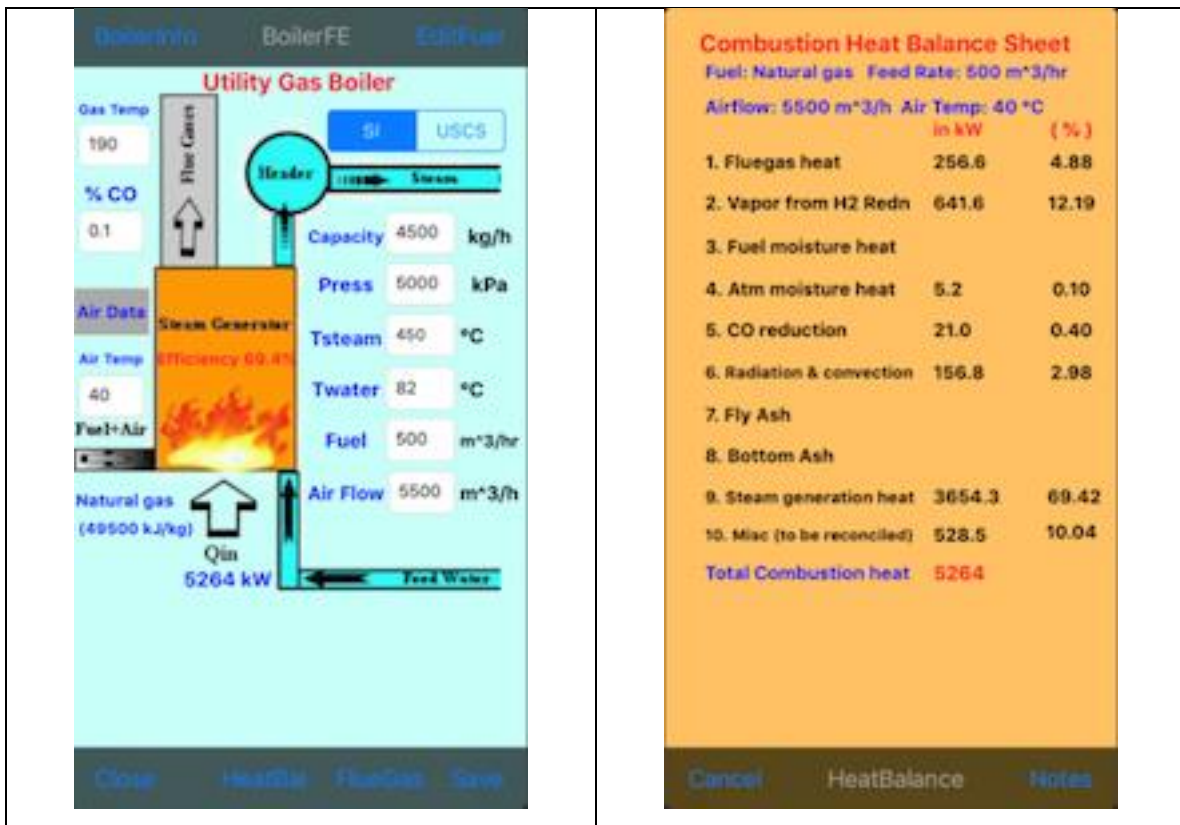 BoilerInfo BoilerFE EditFuel
Utility Gas Boiler
Gas Temp
190
Flue Gases
SI USCS
% CO
0.1
Header
Steam
Capacity 4500 kg/h
Press 5000 kPa
Air Data
Steam Generator
Tsteam 450 °C
Air Temp
Efficiency 69.4%
40
Twater 82 °C
Fuel+Air
Fuel 500 m^3/hr
Natural gas
(49500 kJ/kg)
Air Flow 5500 m^3/h
Qin
5264 kW
Feed Water
Close HeatBal FlueGas Save
Combustion Heat Balance Sheet
Fuel: Natural gas Feed Rate: 500 m^3/hr
Airflow: 5500 m^3/h Air Temp: 40 °C
in kW (%)
1. Fluegas heat 256.6 4.88
2. Vapor from H2 Redn 641.6 12.19
3. Fuel moisture heat
4. Atm moisture heat 5.2 0.10
5. CO reduction 21.0 0.40
6. Radiation & convection 156.8 2.98
7. Fly Ash
8. Bottom Ash
9. Steam generation heat 3654.3 69.42
10. Misc (to be reconciled) 528.5 10.04
Total Combustion heat 5264
Cancel HeatBalance Notes